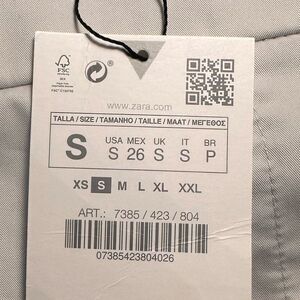 FSC
www.zara.com
TALLA / SIZE / TAMANHO / TAILLE / MAAT / ΜΕΓΕΘΟΣ
S
USA MEX UK IT BR
S 26 S S P
XS S M L XL XXL
ART.: 7385 / 423 / 804
07385423804026